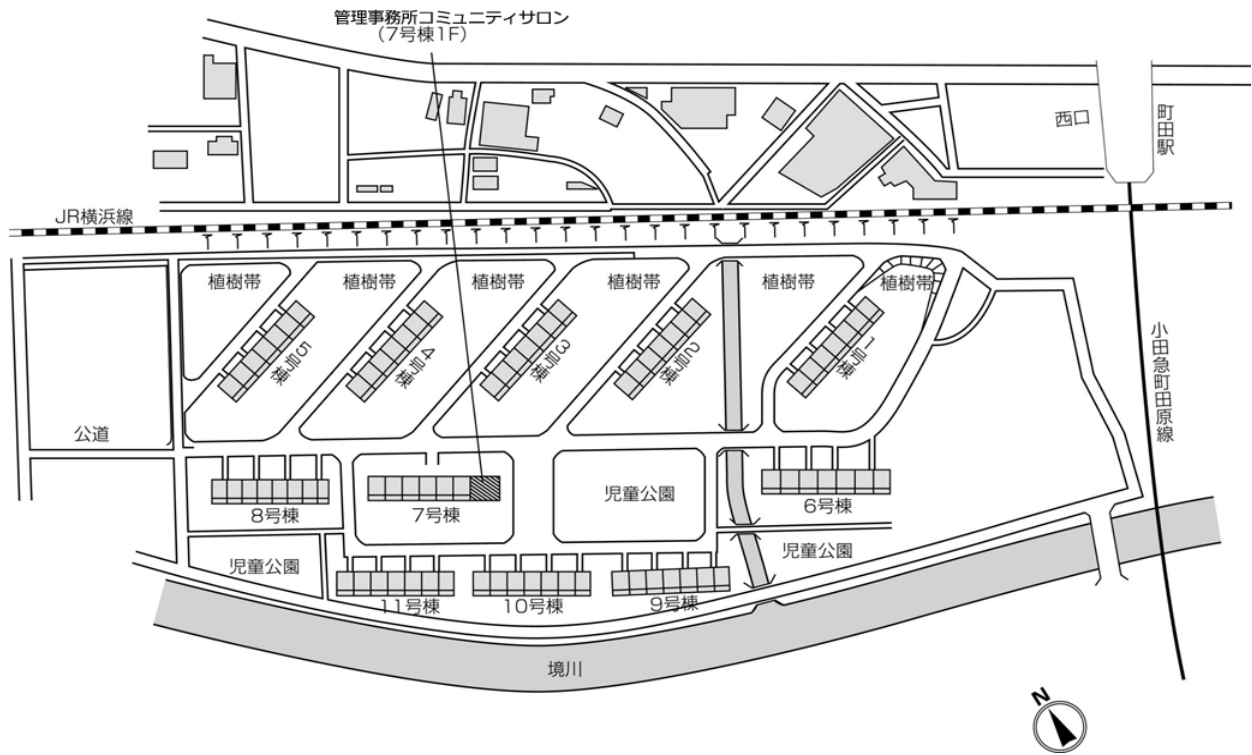 管理事務所コミュニティサロン
（7号棟1F）
西口
町田駅
JR横浜線
植樹帯
植樹帯
植樹帯
植樹帯
植樹帯
植樹帯
5号棟
4号棟
3号棟
2号棟
1号棟
小田急町田原線
公道
8号棟
7号棟
児童公園
6号棟
児童公園
児童公園
11号棟
10号棟
9号棟
境川
N